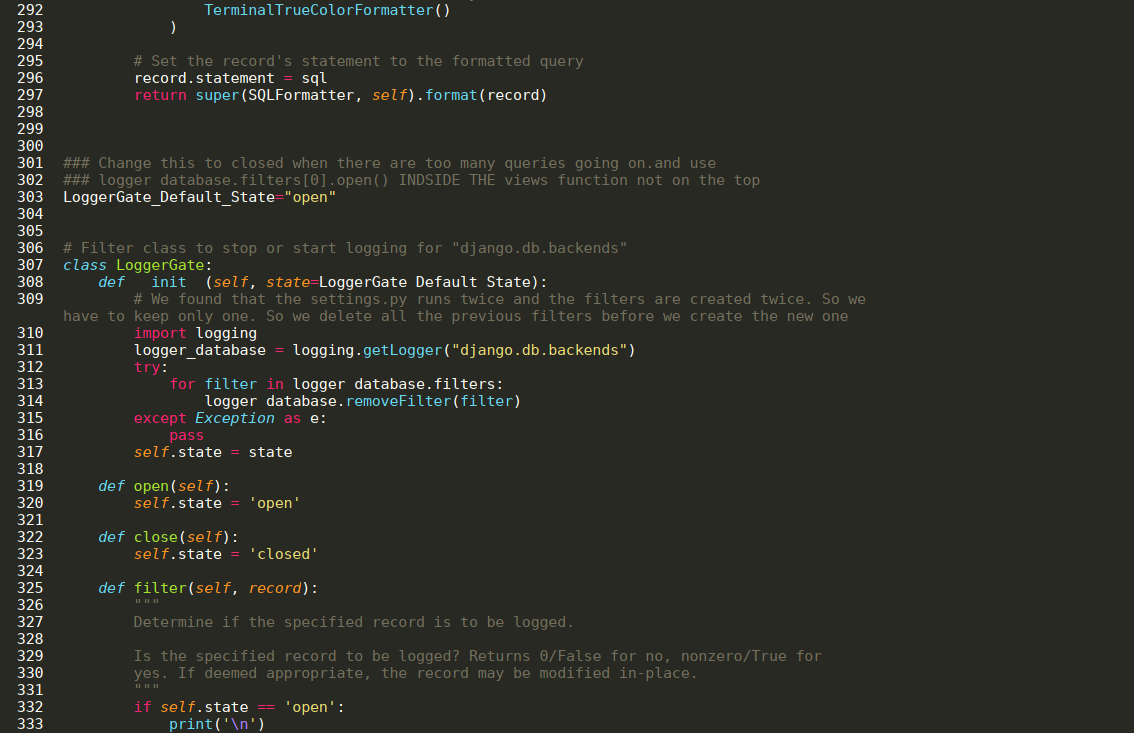 292                 TerminalTrueColorFormatter()
293             )
294
295         # Set the record's statement to the formatted query
296         record.statement = sql
297         return super(SQLFormatter, self).format(record)
298
299
300
301 ### Change this to closed when there are too many queries going on.and use
302 ### logger database.filters[0].open() INDSIDE THE views function not on the top
303 LoggerGate_Default_State="open"
304
305
306 # Filter class to stop or start logging for "django.db.backends"
307 class LoggerGate:
308     def   init  (self, state=LoggerGate Default State):
309         # We found that the settings.py runs twice and the filters are created twice. So we
have to keep only one. So we delete all the previous filters before we create the new one
310         import logging
311         logger_database = logging.getLogger("django.db.backends")
312         try:
313             for filter in logger database.filters:
314                 logger database.removeFilter(filter)
315         except Exception as e:
316             pass
317         self.state = state
318
319     def open(self):
320         self.state = 'open'
321
322     def close(self):
323         self.state = 'closed'
324
325     def filter(self, record):
326         """
327         Determine if the specified record is to be logged.
328
329         Is the specified record to be logged? Returns 0/False for no, nonzero/True for
330         yes. If deemed appropriate, the record may be modified in-place.
331         """
332         if self.state == 'open':
333             print('\n')